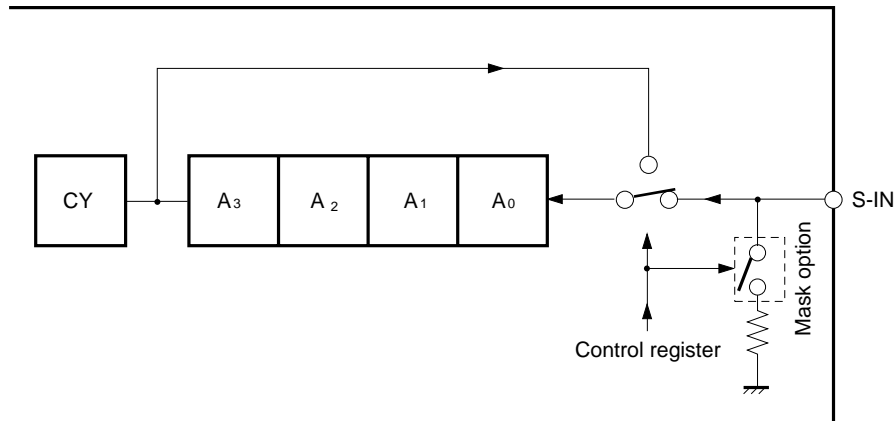 CY
A3
A2
A1
A0
S-IN
Mask option
Control register